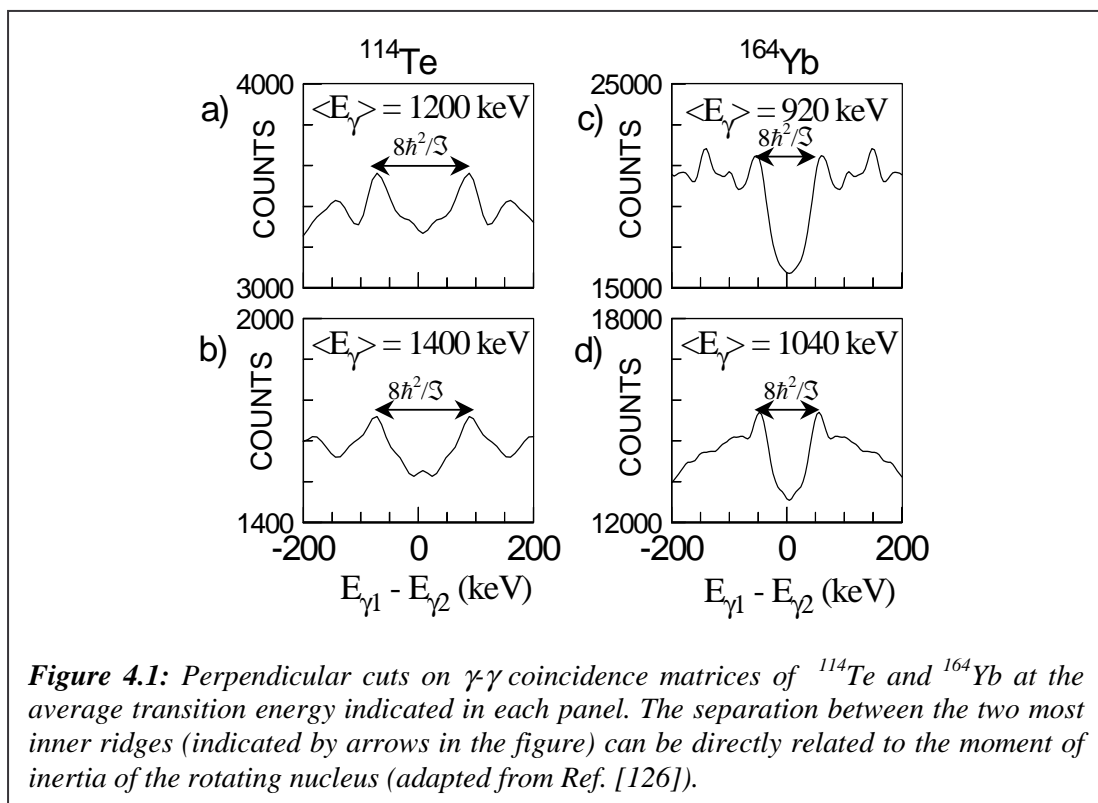 ¹¹⁴Te
¹⁶⁴Yb
a)
4000
<Eγ> = 1200 keV
8ℏ²/ℑ
COUNTS
3000
c)
25000
<Eγ> = 920 keV
8ℏ²/ℑ
COUNTS
15000
b)
2000
<Eγ> = 1400 keV
8ℏ²/ℑ
COUNTS
1400
-200 0 200
Eγ1 - Eγ2 (keV)
d)
18000
<Eγ> = 1040 keV
8ℏ²/ℑ
COUNTS
12000
-200 0 200
Eγ1 - Eγ2 (keV)
Figure 4.1: Perpendicular cuts on γ-γ coincidence matrices of ¹¹⁴Te and ¹⁶⁴Yb at the
average transition energy indicated in each panel. The separation between the two most
inner ridges (indicated by arrows in the figure) can be directly related to the moment of
inertia of the rotating nucleus (adapted from Ref. [126]).